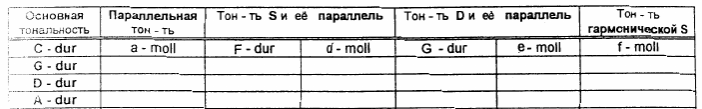 Основная тональность | Параллельная тон - ть | Тон - ть S и её параллель | Тон - ть D и её параллель | Тон - ть гармонической S
C - dur | a - moll | F - dur | d - moll | G - dur | e - moll | f - moll
G - dur
D - dur
A - dur